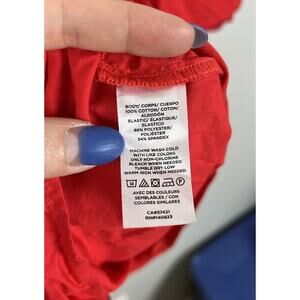 BODY/ CORPS/ CUERPO
100% COTTON/ COTON/
ALGODÓN
ELASTIC/ ÉLASTIQUE/
ELASTICO
66% POLYESTER/
POLIÉSTER
34% SPANDEX
MACHINE WASH COLD
WITH LIKE COLORS
ONLY NON-CHLORINE
BLEACH WHEN NEEDED
TUMBLE DRY LOW
WARM IRON WHEN NEEDED
AVEC DES COULEURS
SEMBLABLES / CON
COLORES SIMILARES
CA#57421
RN#140923